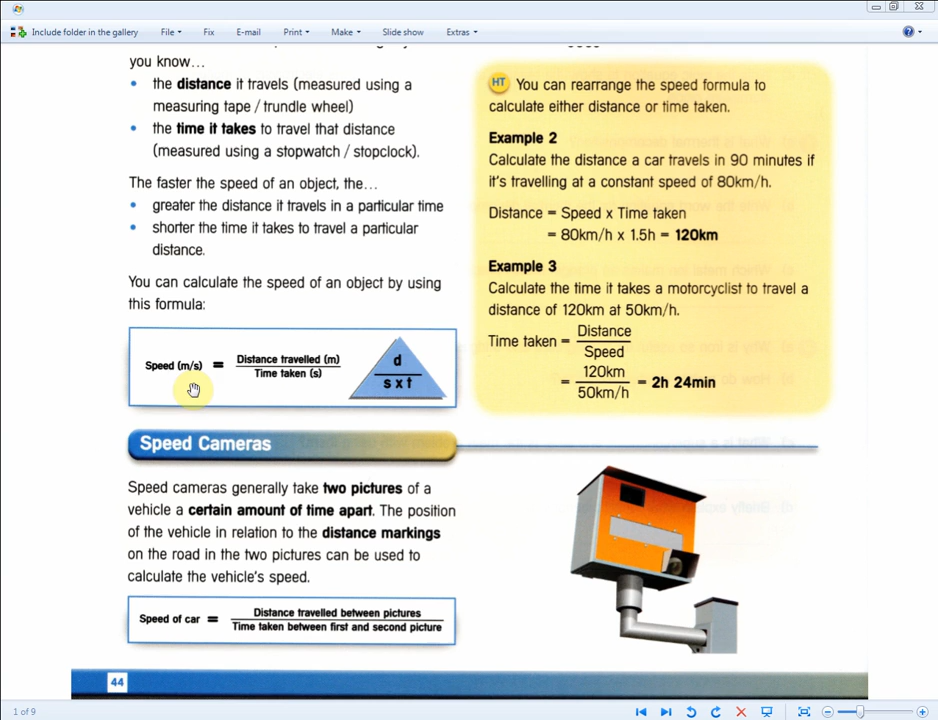 Include folder in the gallery File Fix E-mail Print Make Slide show Extras
you know…
• the distance it travels (measured using a
measuring tape / trundle wheel)
• the time it takes to travel that distance
(measured using a stopwatch / stopclock).
The faster the speed of an object, the…
• greater the distance it travels in a particular time
• shorter the time it takes to travel a particular
distance.
You can calculate the speed of an object by using
this formula:
Speed (m/s) = Distance travelled (m)
Time taken (s)
d
s x t
HT You can rearrange the speed formula to
calculate either distance or time taken.
Example 2
Calculate the distance a car travels in 90 minutes if
it's travelling at a constant speed of 80km/h.
Distance = Speed x Time taken
= 80km/h x 1.5h = 120km
Example 3
Calculate the time it takes a motorcyclist to travel a
distance of 120km at 50km/h.
Time taken = Distance
Speed
= 120km
50km/h = 2h 24min
Speed Cameras
Speed cameras generally take two pictures of a
vehicle a certain amount of time apart. The position
of the vehicle in relation to the distance markings
on the road in the two pictures can be used to
calculate the vehicle's speed.
Speed of car = Distance travelled between pictures
Time taken between first and second picture
44
1 of 9